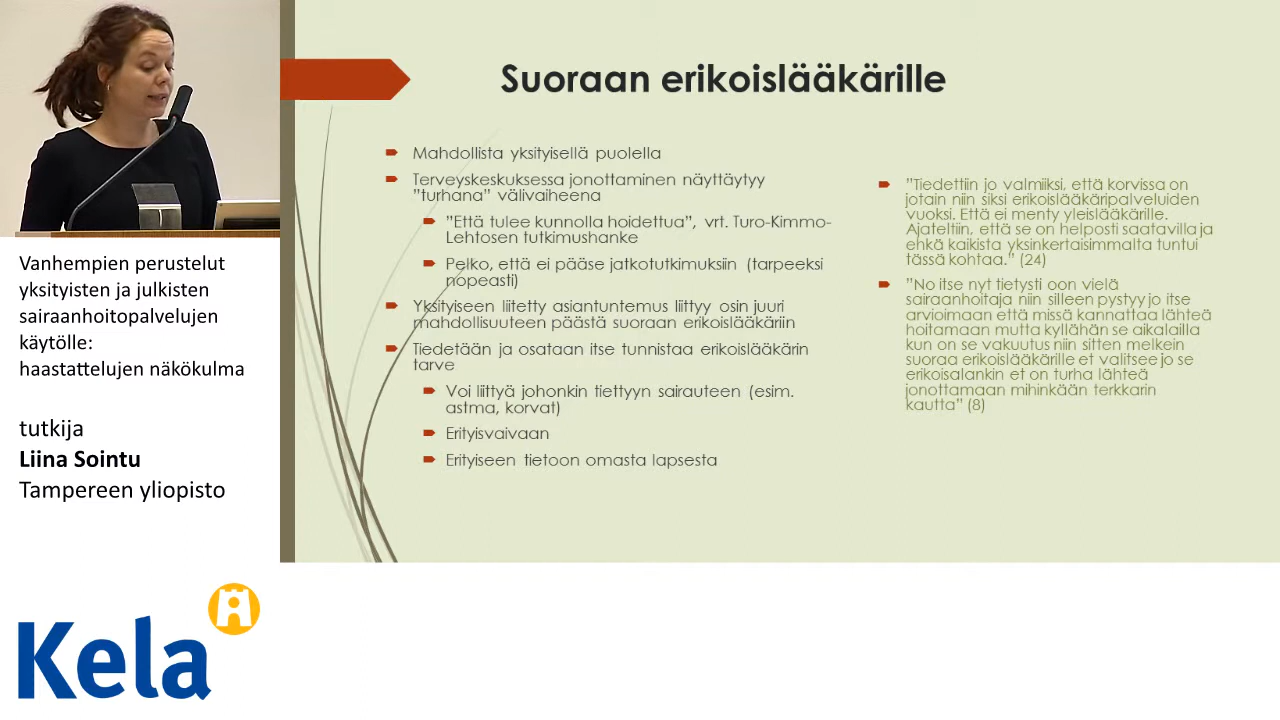 Suoraan erikoislääkärille
Mahdollista yksityisellä puolella
Terveyskeskuksessa jonottaminen näyttäytyy
"turhana" välivaiheena
"Että tulee kunnolla hoidettua", vrt. Turo-Kimmo-
Lehtosen tutkimushanke
Pelko, että ei pääse jatkotutkimuksiin (tarpeeksi
nopeasti)
Yksityiseen liitetty asiantuntemus liittyy osin juuri
mahdollisuuteen päästä suoraan erikoislääkäriin
Tiedetään ja osataan itse tunnistaa erikoislääkärin
tarve
Voi liittyä johonkin tiettyyn sairauteen (esim.
astma, korvat)
Erityisvaivaan
Erityiseen tietoon omasta lapsesta
"Tiedettiin jo valmiiksi, että korvissa on
jotain niin siksi erikoislääkäripalveluiden
vuoksi. Että ei menty yleislääkärille.
Ajateltiin, että se on helposti saatavilla ja
ehkä kaikista yksinkertaisimmalta tuntui
tässä kohtaa." (24)
"No itse nyt tietysti oon vielä
sairaanhoitaja niin silleen pystyy jo itse
arvioimaan että missä kannattaa lähteä
hoitamaan mutta kyllähän se aikalailla
kun on se vakuutus niin sitten melkein
suoraa erikoislääkärille et valitsee jo se
erikoisalankin et on turha lähteä
jonottamaan mihinkään terkkarin
kautta" (8)
Vanhempien perustelut
yksityisten ja julkisten
sairaanhoitopalvelujen
käytölle:
haastattelujen näkökulma
tutkija
Liina Sointu
Tampereen yliopisto
Kela